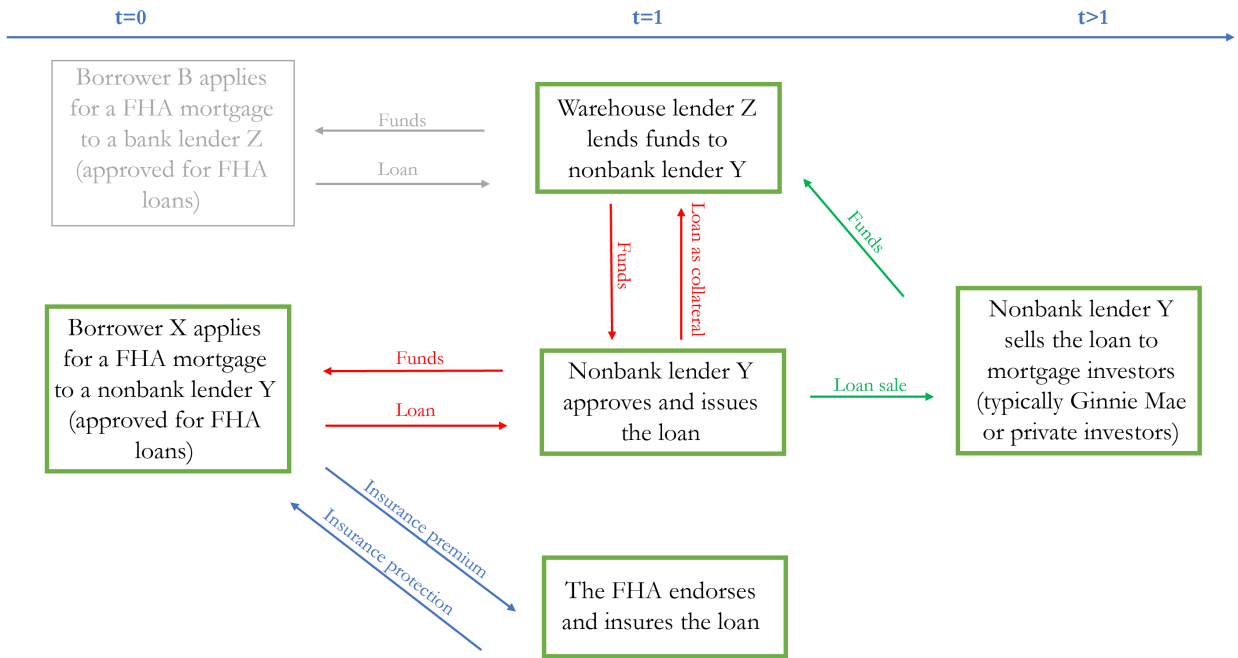 t=0
t=1
t>1
Borrower B applies
for a FHA mortgage
to a bank lender Z
(approved for FHA
loans)
Funds
Loan
Warehouse lender Z
lends funds to
nonbank lender Y
Funds
Loan as collateral
Funds
Borrower X applies
for a FHA mortgage
to a nonbank lender Y
(approved for FHA
loans)
Funds
Loan
Nonbank lender Y
approves and issues
the loan
Loan sale
Nonbank lender Y
sells the loan to
mortgage investors
(typically Ginnie Mae
or private investors)
Insurance premium
Insurance protection
The FHA endorses
and insures the loan